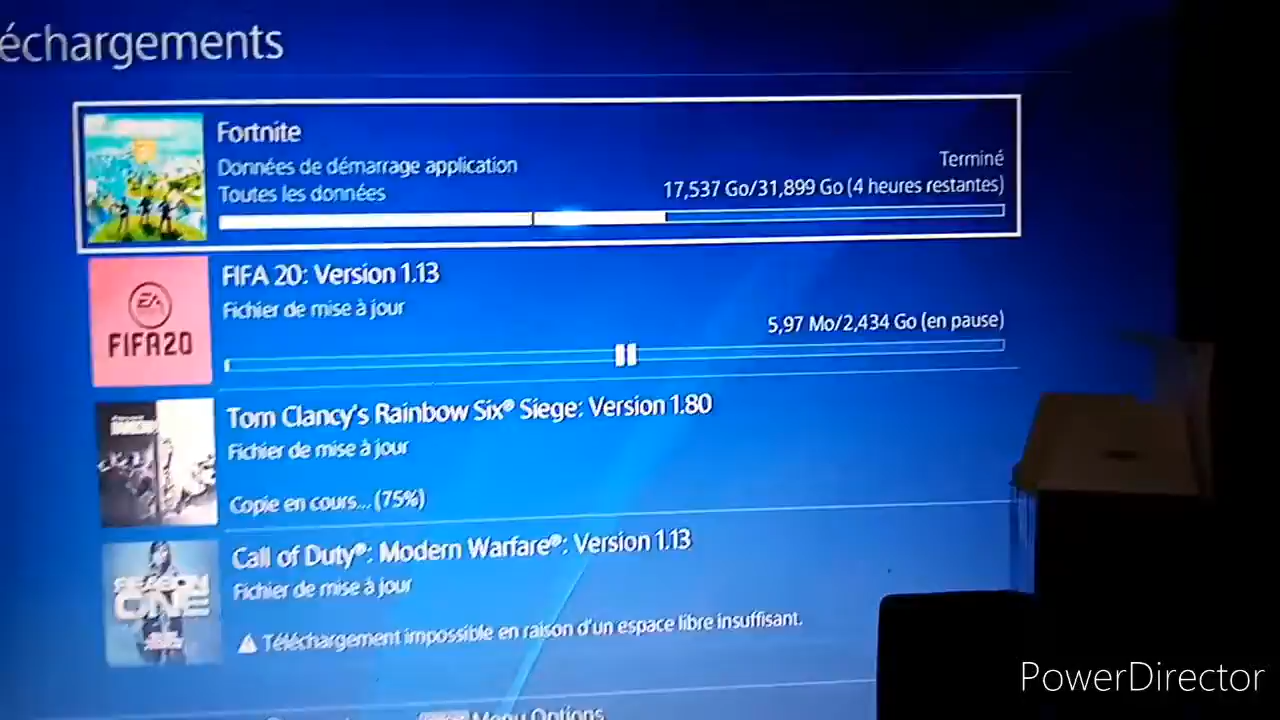 échargements
Fortnite
Données de démarrage application
Terminé
Toutes les données
17,537 Go/31,899 Go (4 heures restantes)
FIFA 20: Version 1.13
Fichier de mise à jour
5,97 Mo/2,434 Go (en pause)
EA
SPORTS
FIFA20
Tom Clancy's Rainbow Six® Siege: Version 1.80
Fichier de mise à jour
Copie en cours... (75%)
Call of Duty®: Modern Warfare®: Version 1.13
Fichier de mise à jour
SEASON
ONE
Téléchargement impossible en raison d'un espace libre insuffisant.
Menu Options
PowerDirector